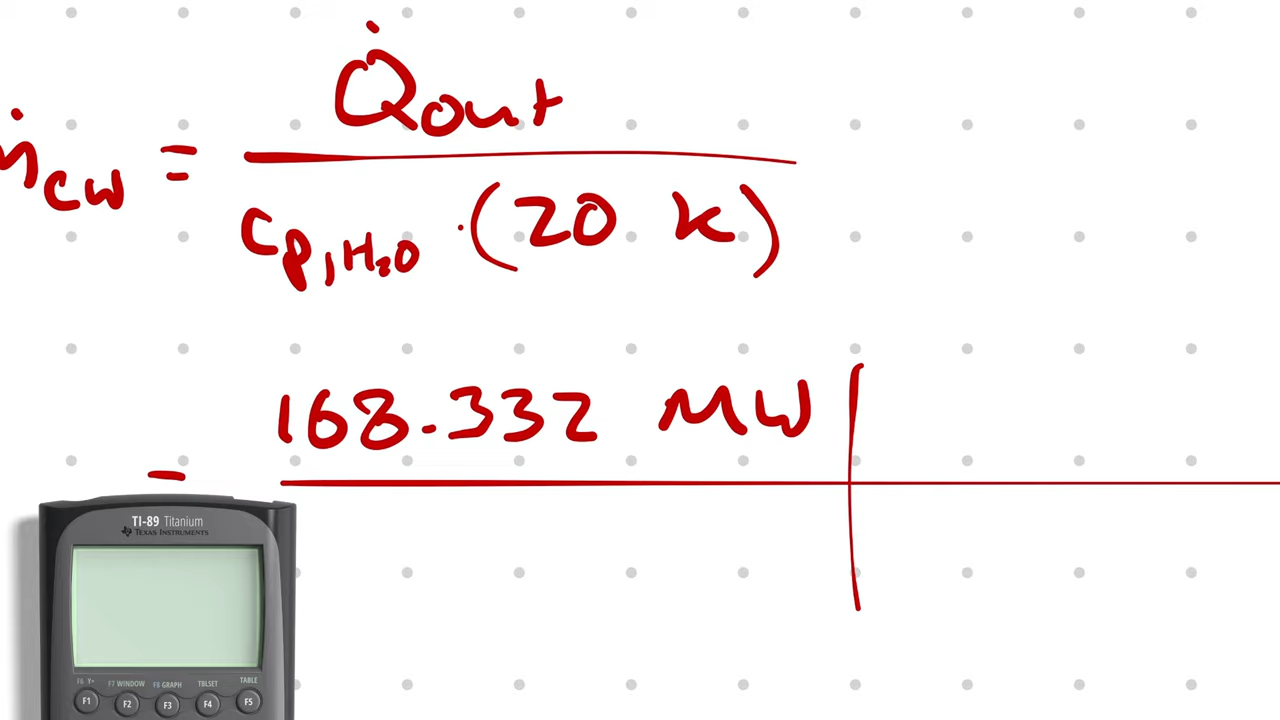 Q̇out
ṁcw =
cp,H₂O · (20 K)
168.332 MW
=
TI-89 Titanium
TEXAS INSTRUMENTS
F6 Y= F7 WINDOW F8 GRAPH TBLSET TABLE
F1 F2 F3 F4 F5